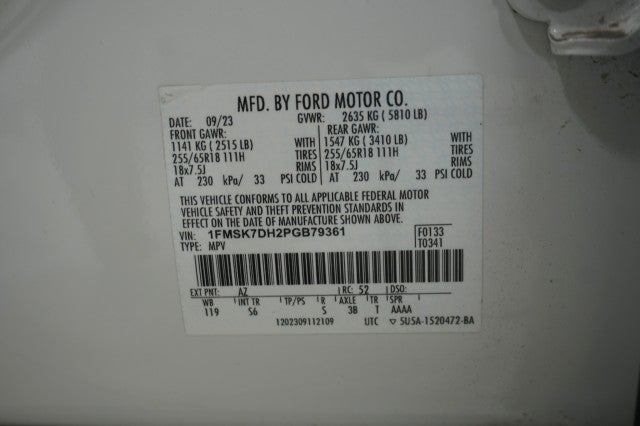 MFD. BY FORD MOTOR CO.
DATE: 09/23 GVWR: 2635 KG ( 5810 LB)
FRONT GAWR: REAR GAWR:
1141 KG ( 2515 LB) WITH 1547 KG ( 3410 LB) WITH
255/65R18 111H TIRES 255/65R18 111H TIRES
18x7.5J RIMS 18x7.5J RIMS
AT 230 kPa/ 33 PSI COLD AT 230 kPa/ 33 PSI COLD
THIS VEHICLE CONFORMS TO ALL APPLICABLE FEDERAL MOTOR
VEHICLE SAFETY AND THEFT PREVENTION STANDARDS IN
EFFECT ON THE DATE OF MANUFACTURE SHOWN ABOVE.
VIN: 1FMSK7DH2PGB79361 F0133
TYPE: MPV T0341
EXT PNT: AZ RC: 52 DSO:
WB INT TR TP/PS R AXLE TR SPR
119 S6 S 3B T AAAA
1202309112109 UTC ▽ 5U5A-1520472-BA